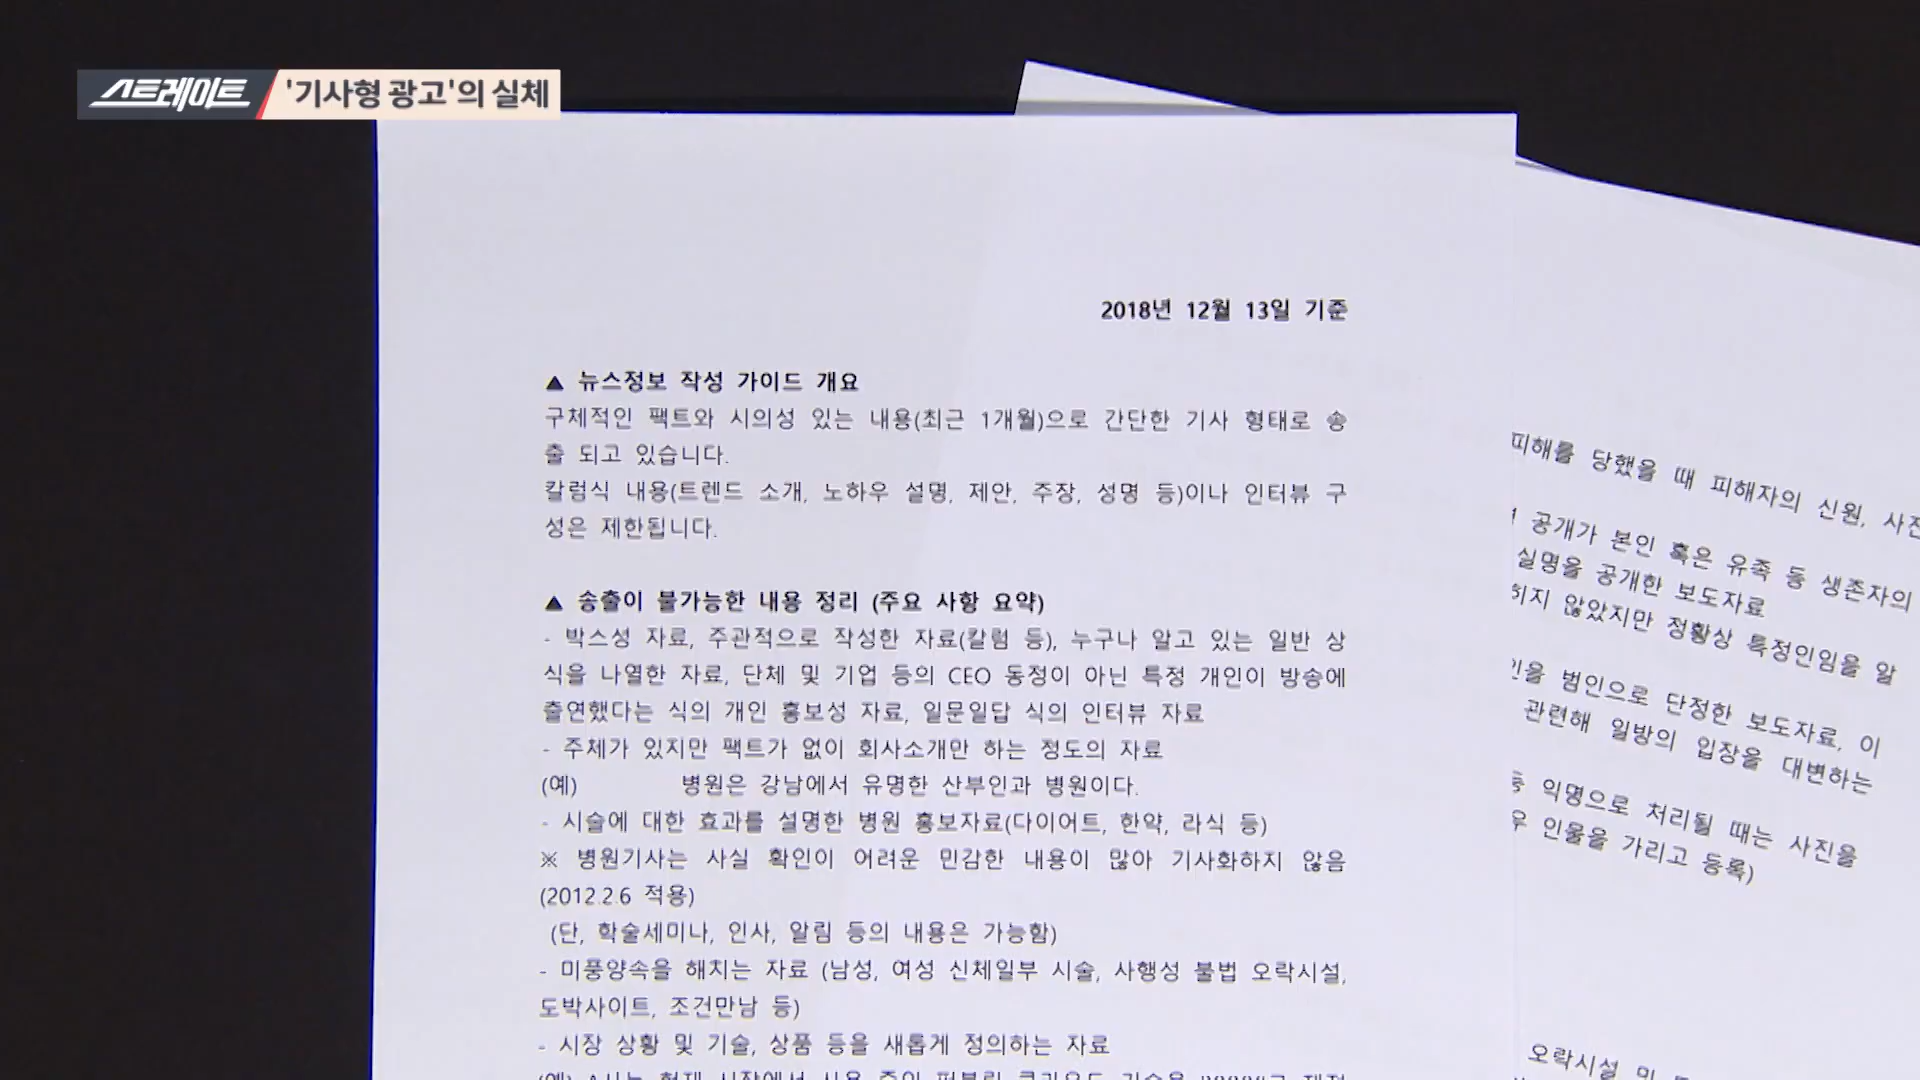 스트레이트 '기사형 광고'의 실체
2018년 12월 13일 기준
▲ 뉴스정보 작성 가이드 개요
구체적인 팩트와 시의성 있는 내용(최근 1개월)으로 간단한 기사 형태로 송
출 되고 있습니다.
칼럼식 내용(트렌드 소개, 노하우 설명, 제안, 주장, 성명 등)이나 인터뷰 구
성은 제한됩니다.
▲ 송출이 불가능한 내용 정리 (주요 사항 요약)
- 박스성 자료, 주관적으로 작성한 자료(칼럼 등), 누구나 알고 있는 일반 상
식을 나열한 자료, 단체 및 기업 등의 CEO 동정이 아닌 특정 개인이 방송에
출연했다는 식의 개인 홍보성 자료, 일문일답 식의 인터뷰 자료
- 주체가 있지만 팩트가 없이 회사소개만 하는 정도의 자료
(예) 병원은 강남에서 유명한 산부인과 병원이다.
- 시술에 대한 효과를 설명한 병원 홍보자료(다이어트, 한약, 라식 등)
※ 병원기사는 사실 확인이 어려운 민감한 내용이 많아 기사화하지 않음
(2012.2.6 적용)
(단, 학술세미나, 인사, 알림 등의 내용은 가능함)
- 미풍양속을 해치는 자료 (남성, 여성 신체일부 시술, 사행성 불법 오락시설,
도박사이트, 조건만남 등)
- 시장 상황 및 기술, 상품 등을 새롭게 정의하는 자료
피해를 당했을 때 피해자의 신원, 사진
공개가 본인 혹은 유족 등 생존자의
실명을 공개한 보도자료
히지 않았지만 정황상 특정인임을 알
인을 범인으로 단정한 보도자료, 이
관련해 일방의 입장을 대변하는
등 익명으로 처리될 때는 사진을
우 인물을 가리고 등록)
오락시설 및